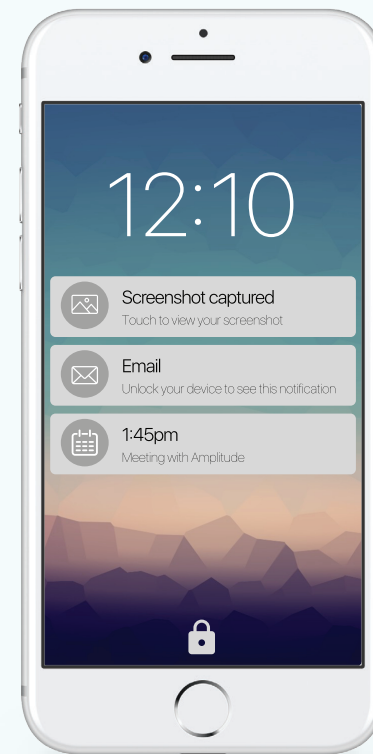 12:10
Screenshot captured
Touch to view your screenshot
Email
Unlock your device to see this notification
1:45pm
Meeting with Amplitude